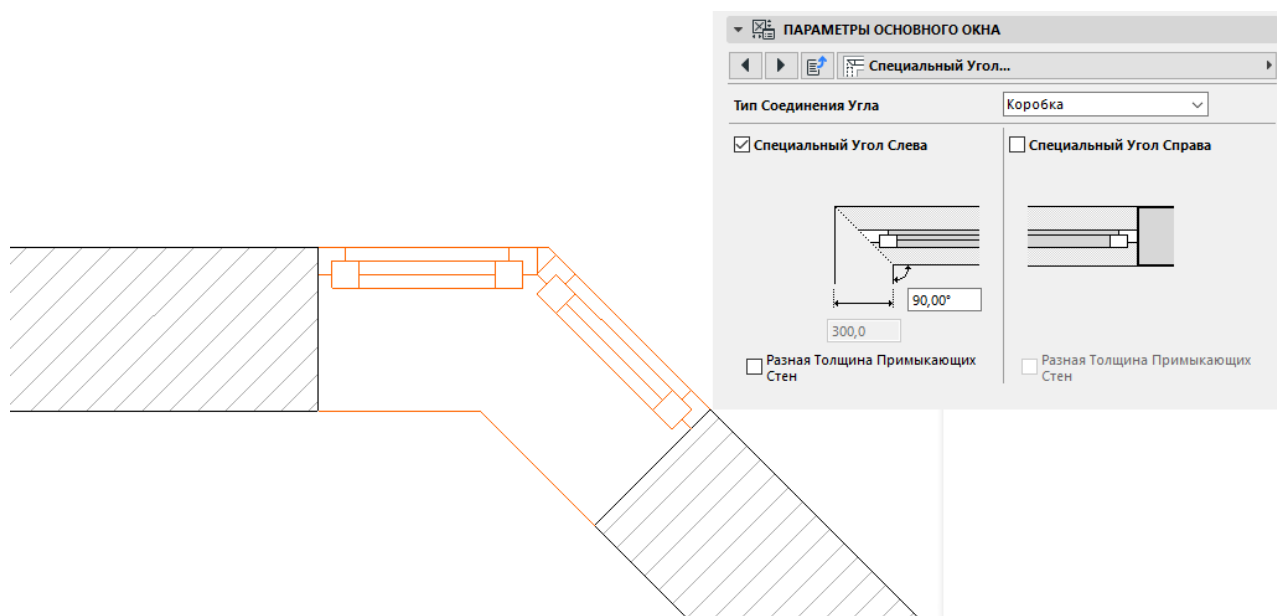 ПАРАМЕТРЫ ОСНОВНОГО ОКНА
Специальный Угол...
Тип Соединения Угла
Коробка
Специальный Угол Слева
Специальный Угол Справа
90,00°
300,0
Разная Толщина Примыкающих
Стен
Разная Толщина Примыкающих
Стен